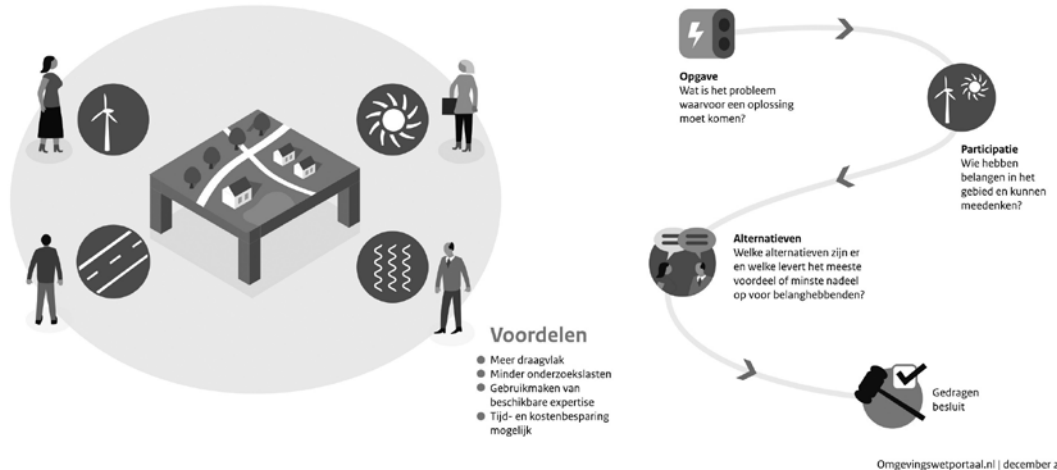 Voordelen
Meer draagvlak
Minder onderzoekslasten
Gebruikmaken van
beschikbare expertise
Tijd- en kostenbesparing
mogelijk
Opgave
Wat is het probleem
waarvoor een oplossing
moet komen?
Participatie
Wie hebben
belangen in het
gebied en kunnen
meedenken?
Alternatieven
Welke alternatieven zijn er
en welke levert het meeste
voordeel of minste nadeel
op voor belanghebbenden?
Gedragen
besluit
Omgevingswetportaal.nl | december 2